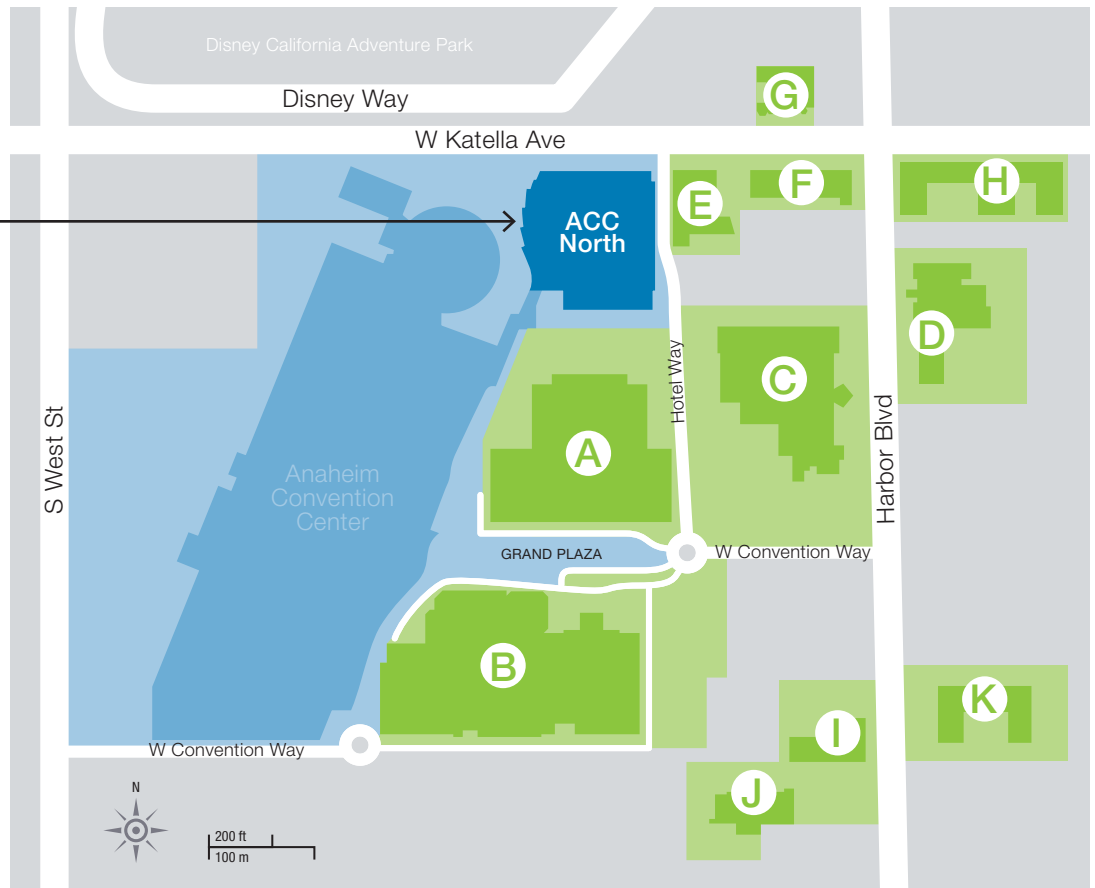 Disney California Adventure Park
Disney Way
G
W Katella Ave
E
F
H
ACC
North
D
C
Hotel Way
S West St
Harbor Blvd
A
Anaheim
Convention
Center
GRAND PLAZA
W Convention Way
B
K
I
W Convention Way
J
N
200 ft
100 m